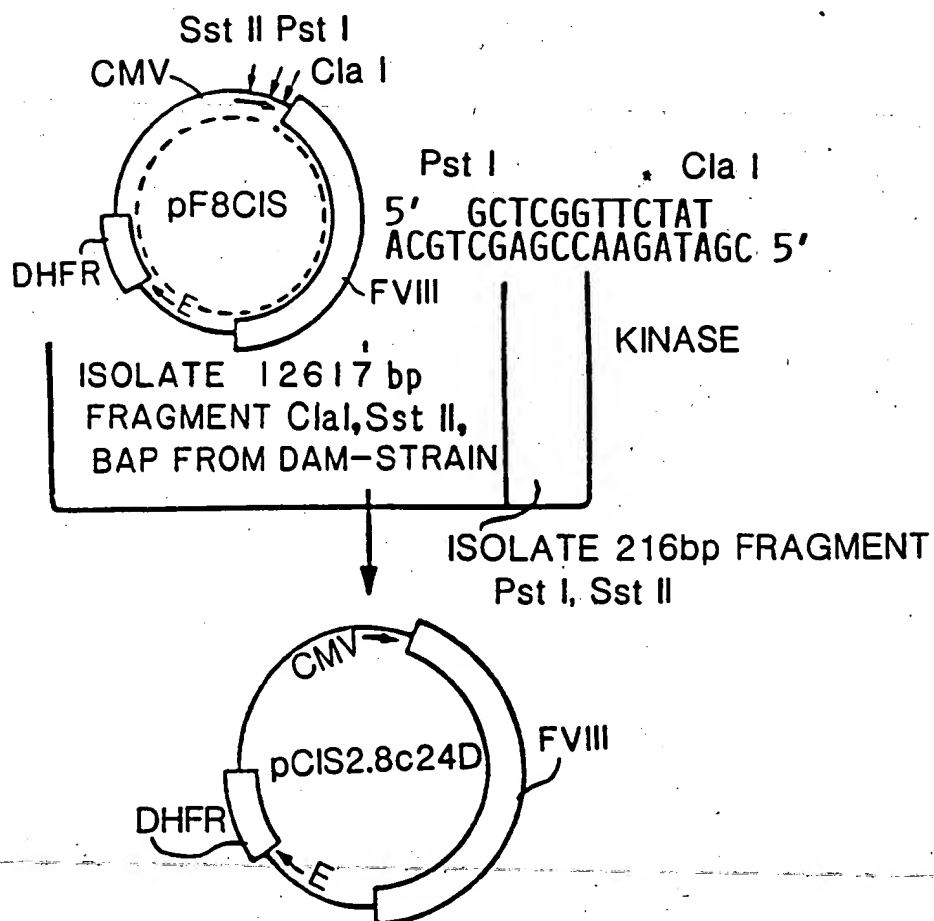 Sst II Pst I
CMV Cla I
pF8CIS
DHFR
E
FVIII
Pst I * Cla I
5' GCTCGGTTCTAT
ACGTCGAGCCAAGATAGC 5'
KINASE
ISOLATE 12617 bp
FRAGMENT ClaI, Sst II,
BAP FROM DAM-STRAIN
ISOLATE 216bp FRAGMENT
Pst I, Sst II
CMV
pCIS2.8c24D
FVIII
DHFR
E